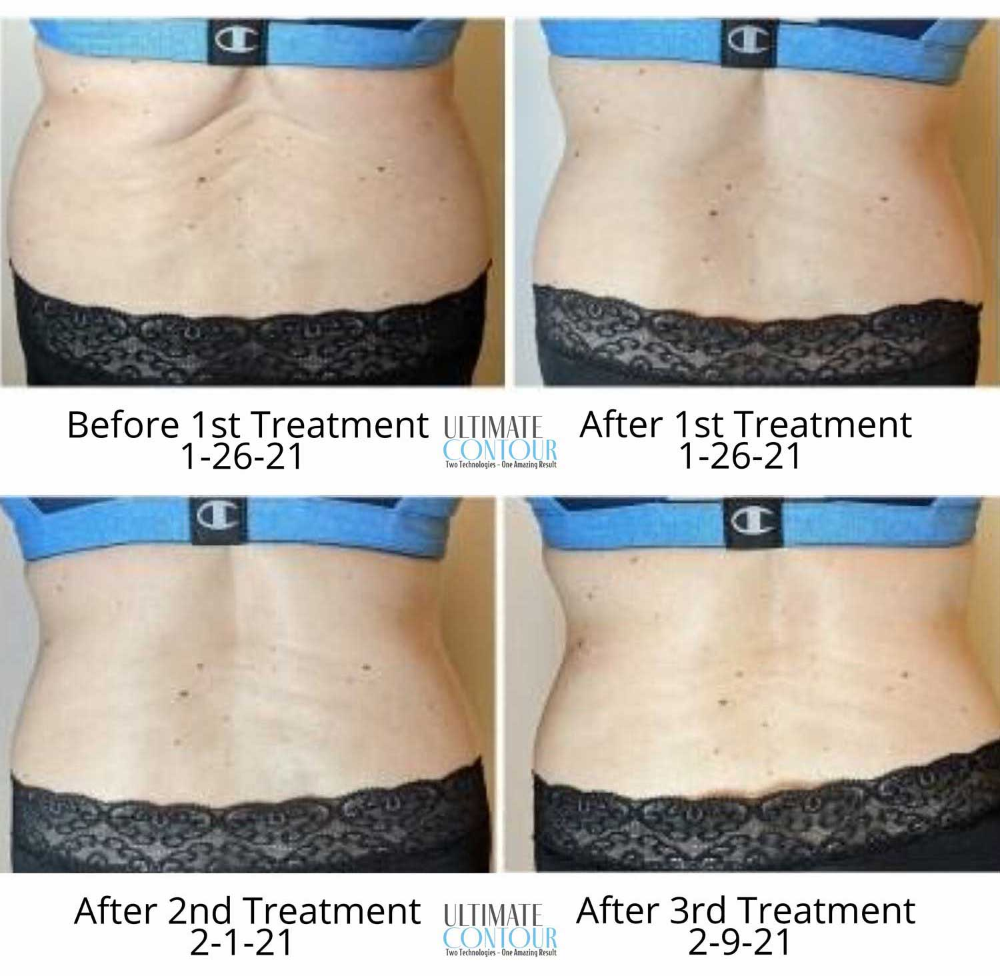 Before 1st Treatment
1-26-21
ULTIMATE
CONTOUR
Two Technologies - One Amazing Result
After 1st Treatment
1-26-21
After 2nd Treatment
2-1-21
ULTIMATE
CONTOUR
Two Technologies - One Amazing Result
After 3rd Treatment
2-9-21